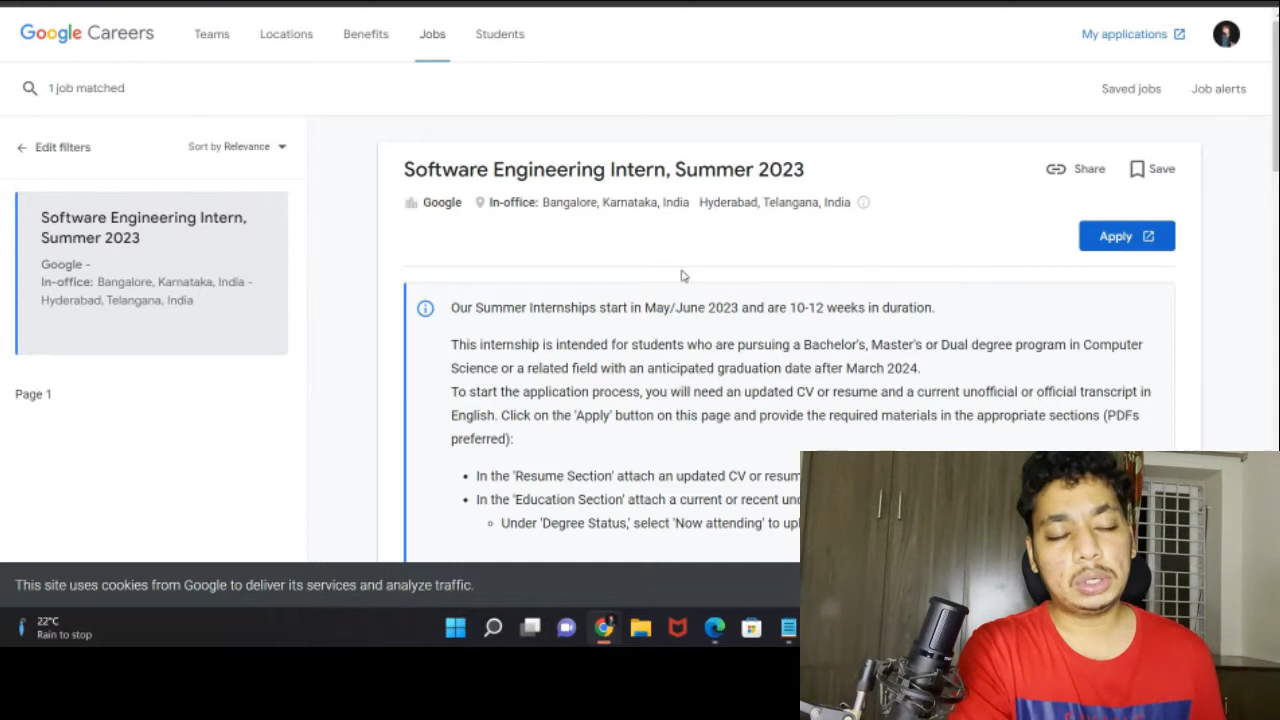 Google Careers Teams Locations Benefits Jobs Students My applications
1 job matched Saved jobs Job alerts
Edit filters Sort by Relevance
Software Engineering Intern,
Summer 2023
Google -
In-office: Bangalore, Karnataka, India -
Hyderabad, Telangana, India
Page 1
Software Engineering Intern, Summer 2023
Share Save
Google In-office: Bangalore, Karnataka, India Hyderabad, Telangana, India
Apply
Our Summer Internships start in May/June 2023 and are 10-12 weeks in duration.
This internship is intended for students who are pursuing a Bachelor's, Master's or Dual degree program in Computer
Science or a related field with an anticipated graduation date after March 2024.
To start the application process, you will need an updated CV or resume and a current unofficial or official transcript in
English. Click on the 'Apply' button on this page and provide the required materials in the appropriate sections (PDFs
preferred):
• In the 'Resume Section' attach an updated CV or resum
• In the 'Education Section' attach a current or recent
Under 'Degree Status,' select 'Now attending' to
This site uses cookies from Google to deliver its services and analyze traffic.
22°C
Rain to stop